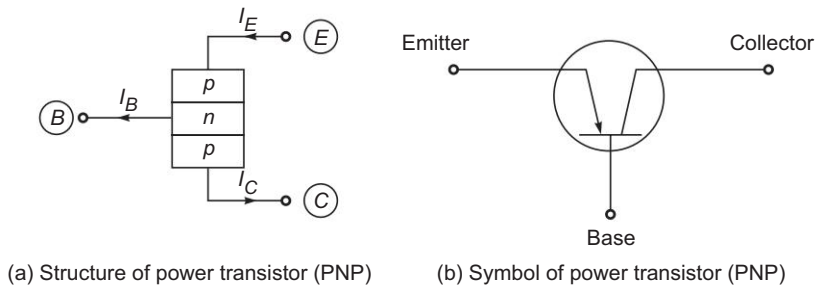 I_E
E
Emitter
Collector
p
I_B
B
n
p
I_C
C
Base
(a) Structure of power transistor (PNP)
(b) Symbol of power transistor (PNP)